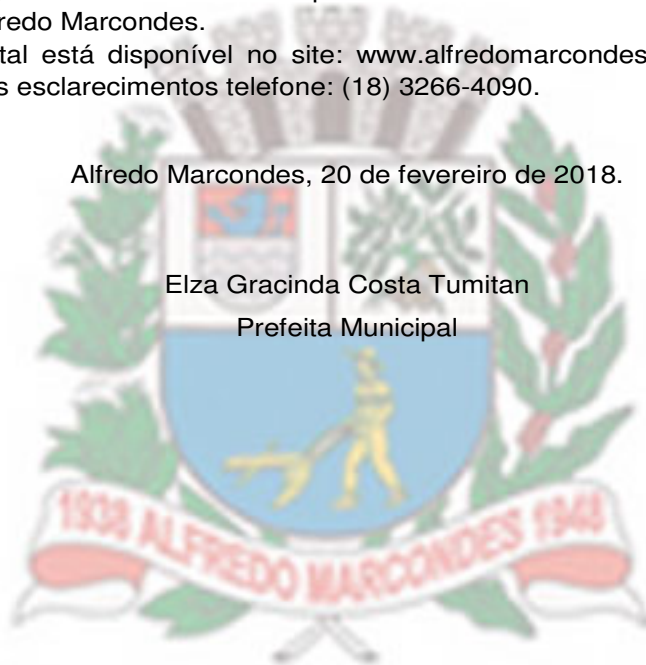 redo Marcondes.
tal está disponível no site: www.alfredomarcondes
s esclarecimentos telefone: (18) 3266-4090.
Alfredo Marcondes, 20 de fevereiro de 2018.
Elza Gracinda Costa Tumitan
Prefeita Municipal
1938 ALFREDO MARCONDES 1948